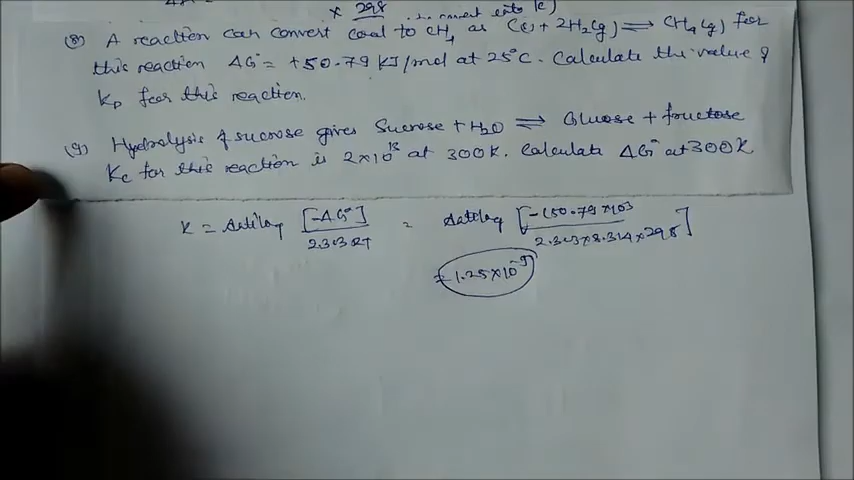 × 298
(8) A reaction can convert coal to CH4 as C(s) + 2H2(g) ⇌ CH4(g) for
this reaction ΔG° = +50.79 KJ/mol at 25°C. Calculate the value of
Kp for this reaction.
(9) Hydrolysis of sucrose gives Sucrose + H2O ⇌ Glucose + fructose
Kc for this reaction is 2×10^13 at 300K. Calculate ΔG° at 300K
K = Antilog [-ΔG°] / 2.303RT = Antilog [-(50.79×10^3 / 2.303×8.314×298]
= 1.25×10^-9